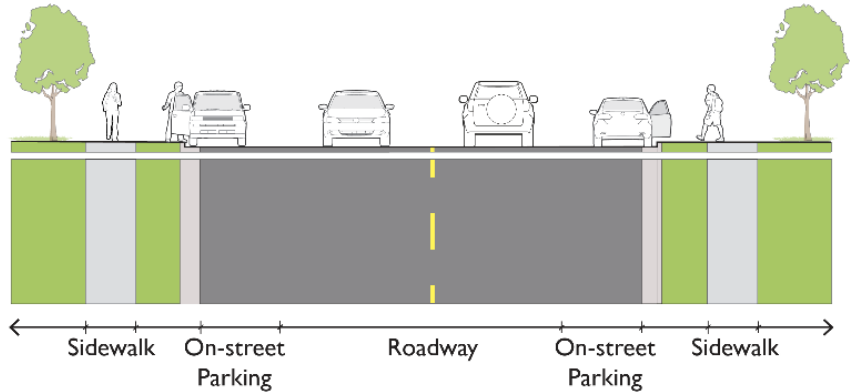 Sidewalk
On-street
Parking
Roadway
On-street
Parking
Sidewalk